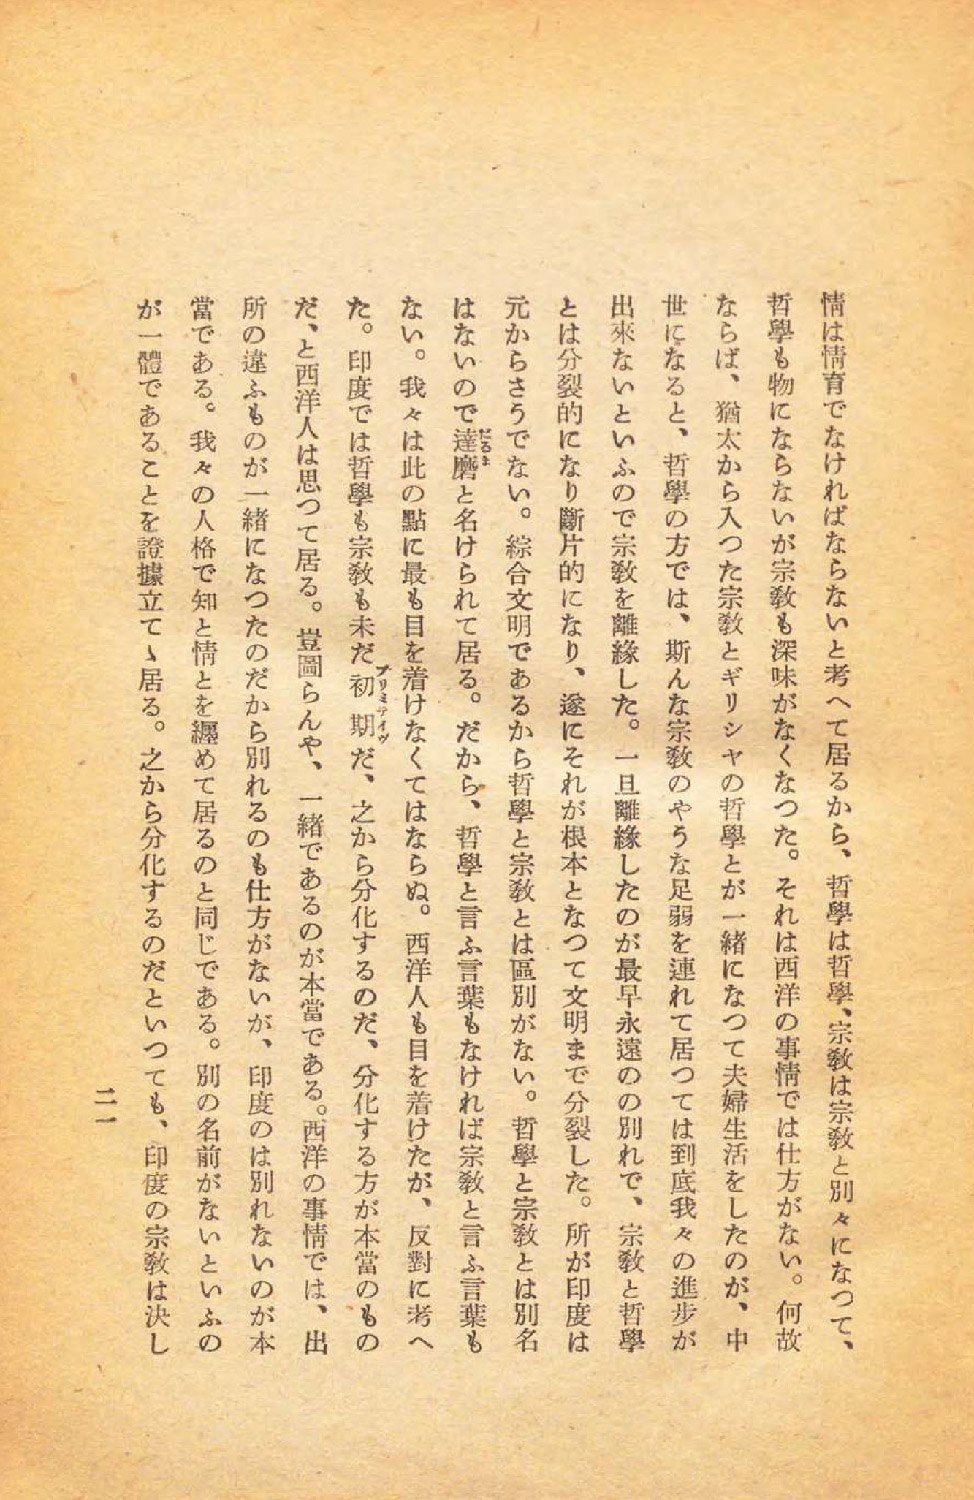 情は情育でなければならないと考へて居るから、哲學は哲學、宗教は宗教と別々になつて、
哲學も物にならないが宗教も深味がなくなつた。それは西洋の事情では仕方がない。何故
ならば、猶太から入つた宗教とギリシヤの哲學とが一緒になつて夫婦生活をしたのが、中
世になると、哲學の方では、斯んな宗教のやうな足弱を連れて居つては到底我々の進步が
出來ないといふので宗教を離緣した。一旦離緣したのが最早永遠のの別れで、宗教と哲學
とは分裂的になり斷片的になり、遂にそれが根本となつて文明まで分裂した。所が印度は
元からさうでない。綜合文明であるから哲學と宗教とは區別がない。哲學と宗教とは別名
はないので達磨だるまと名けられて居る。だから、哲學と言ふ言葉もなければ宗教と言ふ言葉も
ない。我々は此の點に最も目を着けなくてはならぬ。西洋人も目を着けたが、反對に考へ
た。印度では哲學も宗教も未だ初期プリミテイヴだ、之から分化するのだ、分化する方が本當のもの
だ、と西洋人は思つて居る。豈圖らんや、一緒であるのが本當である。西洋の事情では、出
所の違ふものが一緒になつたのだから別れるのも仕方がないが、印度のは別れないのが本
當である。我々の人格で知と情とを纒めて居るのと同じである。別の名前がないといふの
が一體であることを證據立てゝ居る。之から分化するのだといつても、印度の宗教は決し
二一